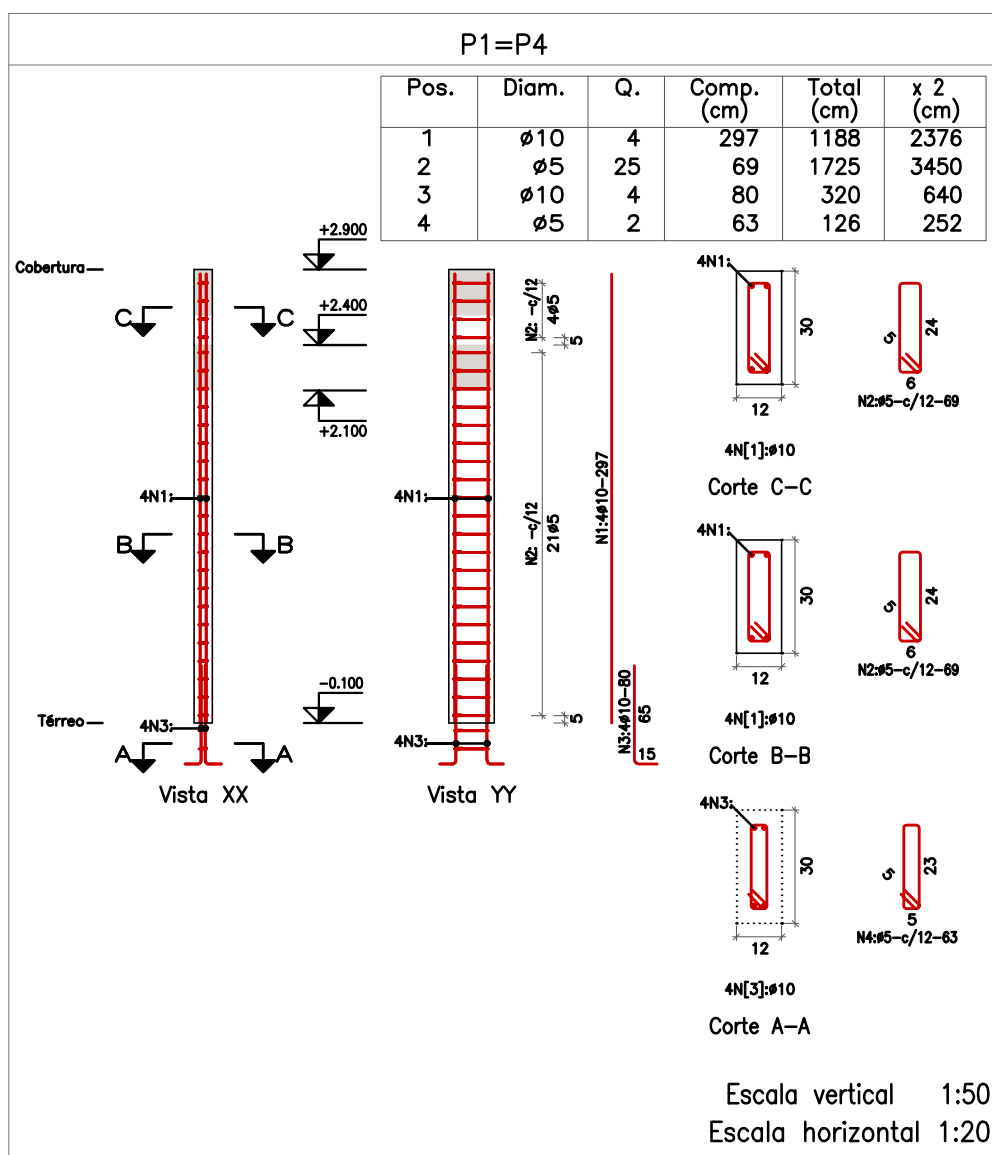 P1=P4
Pos. Diam. Q. Comp. (cm) Total (cm) x 2 (cm)
1 ø10 4 297 1188 2376
2 ø5 25 69 1725 3450
3 ø10 4 80 320 640
4 ø5 2 63 126 252
Cobertura
+2.900
+2.400
+2.100
-0.100
Térreo
C C
B B
A A
4N1:
4N3:
Vista XX
4N1:
4N3:
Vista YY
N2: -c/12
4ø5
5
N2: -c/12
21ø5
5
N1:4ø10-297
N3:4ø10-80
65
15
4N1:
30
12
4N[1]:ø10
Corte C-C
5
24
6
N2:ø5-c/12-69
4N1:
30
12
4N[1]:ø10
Corte B-B
5
24
6
N2:ø5-c/12-69
4N3:
30
12
4N[3]:ø10
Corte A-A
5
23
5
N4:ø5-c/12-63
Escala vertical 1:50
Escala horizontal 1:20